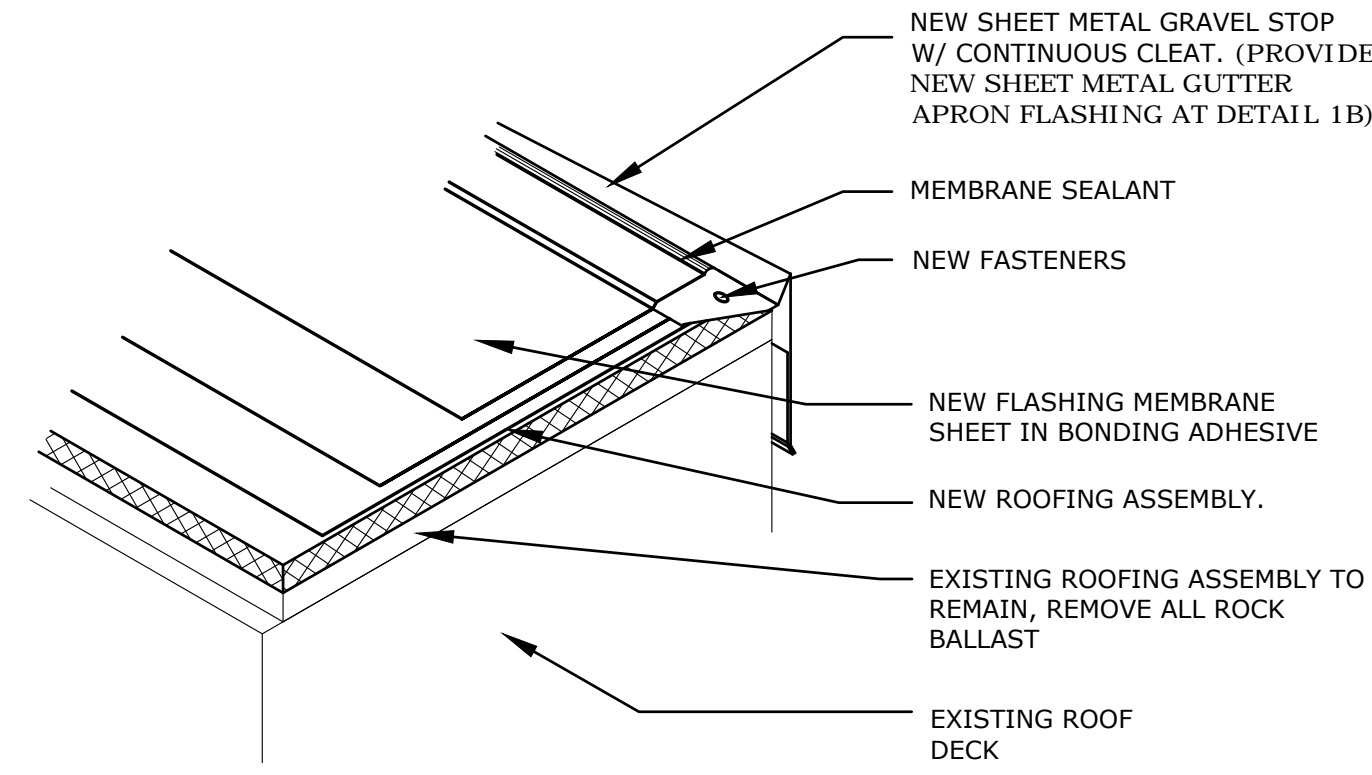 NEW SHEET METAL GRAVEL STOP
W/ CONTINUOUS CLEAT. (PROVIDE
NEW SHEET METAL GUTTER
APRON FLASHING AT DETAIL 1B)
MEMBRANE SEALANT
NEW FASTENERS
NEW FLASHING MEMBRANE
SHEET IN BONDING ADHESIVE
NEW ROOFING ASSEMBLY.
EXISTING ROOFING ASSEMBLY TO
REMAIN, REMOVE ALL ROCK
BALLAST
EXISTING ROOF
DECK